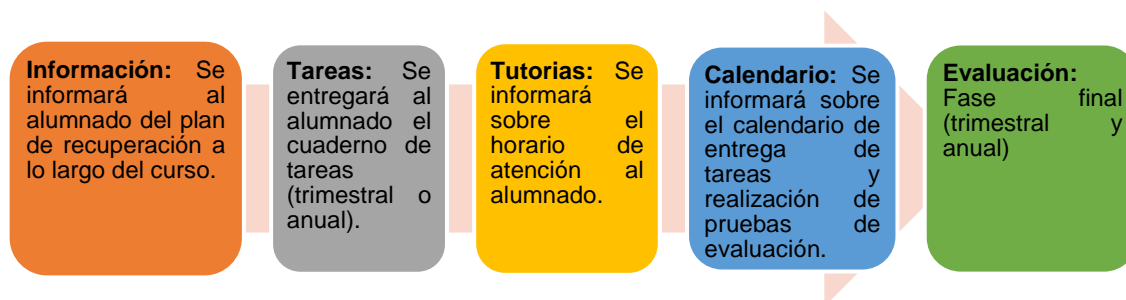 Información: Se
informará al
alumnado del plan
de recuperación a
lo largo del curso.
Tareas: Se
entregará al
alumnado el
cuaderno de
tareas
(trimestral o
anual).
Tutorias: Se
informará
sobre el
horario de
atención al
alumnado.
Calendario: Se
informará sobre
el calendario de
entrega de
tareas y
realización de
pruebas de
evaluación.
Evaluación:
Fase final
(trimestral y
anual)